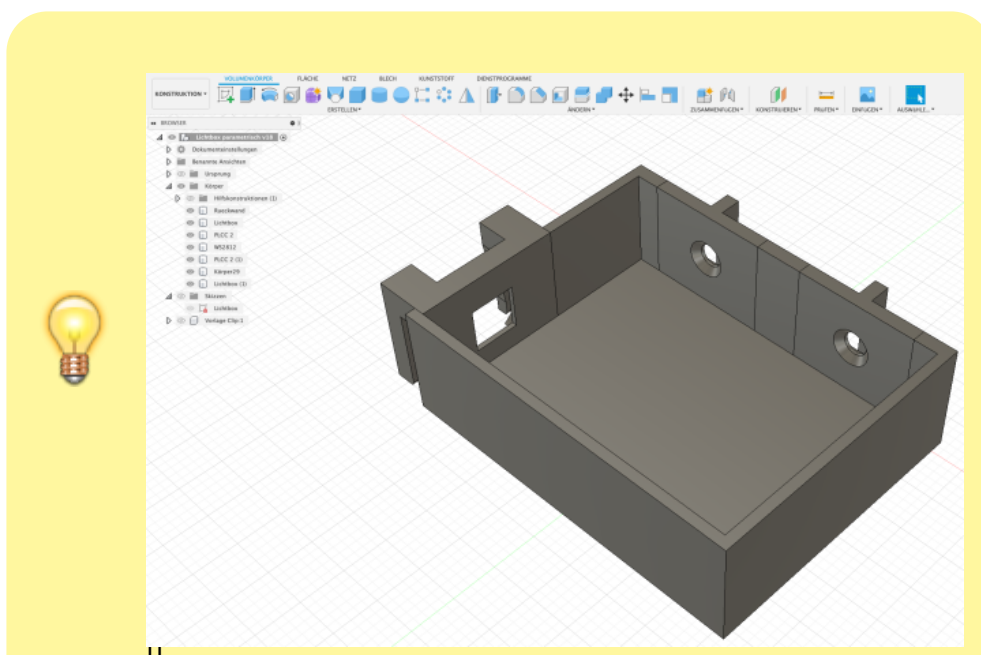 VOLUMENKÖRPER FLÄCHE NETZ BLECH KUNSTSTOFF DIENSTPROGRAMME
KONSTRUKTION
ERSTELLEN ÄNDERN ZUSAMMENFÜGEN KONSTRUIEREN PRÜFEN EINFÜGEN AUSWÄHL...
BROWSER
Lichtbox parametrisch v19
Dokumenteinstellungen
Benannte Ansichten
Ursprung
Körper
Hilfskonstruktionen (1)
Rueckwand
Lichtbox
PLCC 2
WS2812
PLCC 2 (1)
Körper29
Lichtbox (1)
Skizzen
Lichtbox
Vorlage Clip:1